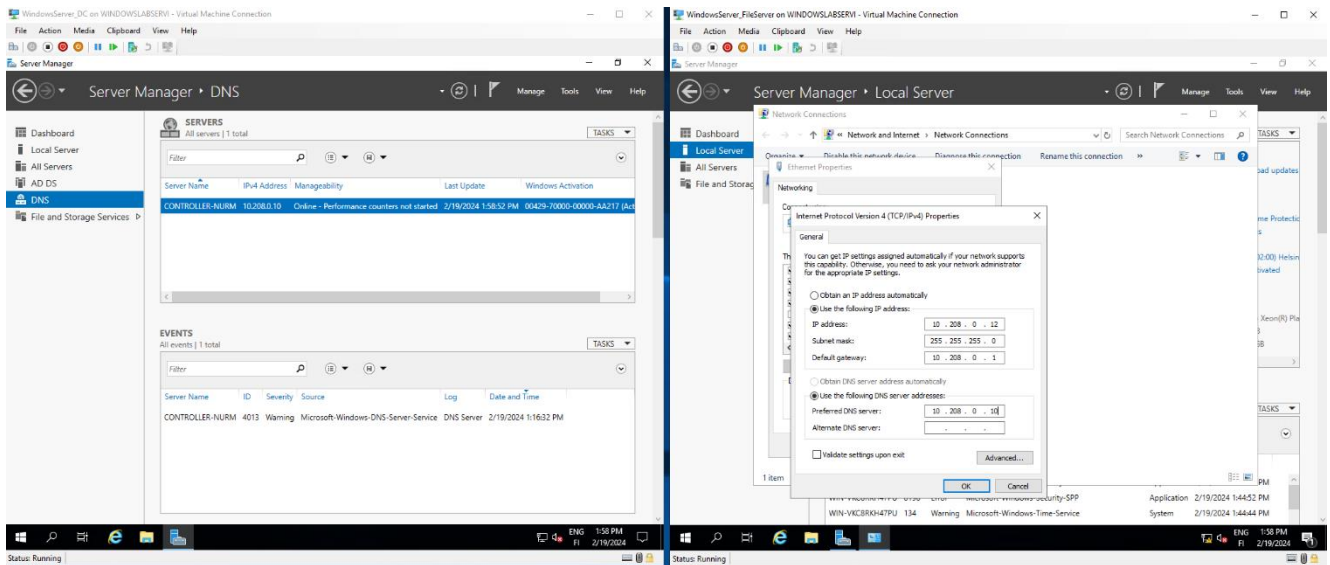 WindowsServer_DC on WINDOWSLABSERVI - Virtual Machine Connection
File Action Media Clipboard View Help
Server Manager
Server Manager • DNS
Manage Tools View Help
Dashboard
Local Server
All Servers
AD DS
DNS
File and Storage Services
SERVERS
All servers | 1 total
TASKS
Filter
Server Name IPv4 Address Manageability Last Update Windows Activation
CONTROLLER-NURM 10.208.0.10 Online - Performance counters not started 2/19/2024 1:58:52 PM 00429-70000-00000-AA217 (Act
EVENTS
All events | 1 total
TASKS
Filter
Server Name ID Severity Source Log Date and Time
CONTROLLER-NURM 4013 Warning Microsoft-Windows-DNS-Server-Service DNS Server 2/19/2024 1:16:32 PM
ENG 1:58 PM
FI 2/19/2024
Status: Running
WindowsServer_FileServer on WINDOWSLABSERVI - Virtual Machine Connection
File Action Media Clipboard View Help
Server Manager
Server Manager • Local Server
Manage Tools View Help
Dashboard
Local Server
All Servers
File and Storag
Network Connections
« Network and Internet › Network Connections
Search Network Connections
TASKS
Organize Disable this network device Diagnose this connection Rename this connection »
Ethernet Properties
Networking
Internet Protocol Version 4 (TCP/IPv4) Properties
General
You can get IP settings assigned automatically if your network supports
this capability. Otherwise, you need to ask your network administrator
for the appropriate IP settings.
Obtain an IP address automatically
Use the following IP address:
IP address: 10 . 208 . 0 . 12
Subnet mask: 255 . 255 . 255 . 0
Default gateway: 10 . 208 . 0 . 1
Obtain DNS server address automatically
Use the following DNS server addresses:
Preferred DNS server: 10 . 208 . 0 . 10
Alternate DNS server: . . .
Validate settings upon exit
Advanced...
OK Cancel
1 item
oad updates
me Protectic
02:00) Helsin
tivated
Xeon(R) Pla
TASKS
PM
Application 2/19/2024 1:44:52 PM
WIN-VKC8RKH47PU 134 Warning Microsoft-Windows-Time-Service System 2/19/2024 1:44:44 PM
ENG 1:58 PM
FI 2/19/2024
Status: Running